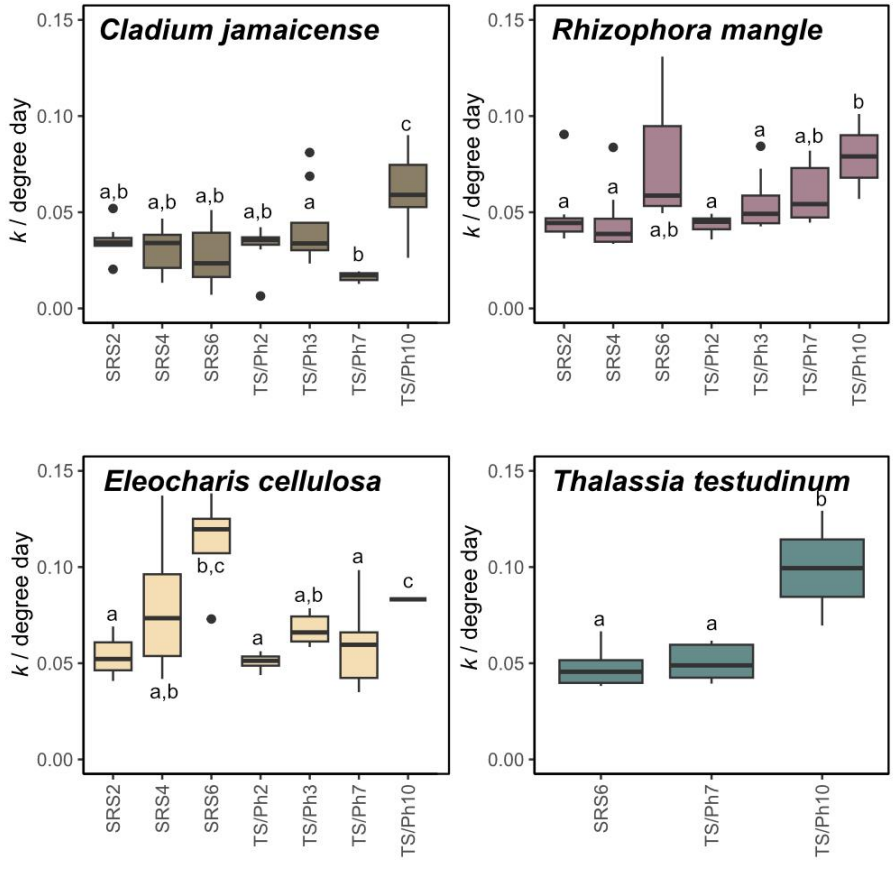 Cladium jamaicense
k / degree day
0.15
0.10
0.05
0.00
a,b
a,b
a,b
a,b
a
b
c
SRS2
SRS4
SRS6
TS/Ph2
TS/Ph3
TS/Ph7
TS/Ph10
Rhizophora mangle
k / degree day
0.15
0.10
0.05
0.00
a
a
a,b
a
a
a,b
b
SRS2
SRS4
SRS6
TS/Ph2
TS/Ph3
TS/Ph7
TS/Ph10
Eleocharis cellulosa
k / degree day
0.15
0.10
0.05
0.00
a
a,b
b,c
a
a,b
a
c
SRS2
SRS4
SRS6
TS/Ph2
TS/Ph3
TS/Ph7
TS/Ph10
Thalassia testudinum
k / degree day
0.15
0.10
0.05
0.00
a
a
b
SRS6
TS/Ph7
TS/Ph10